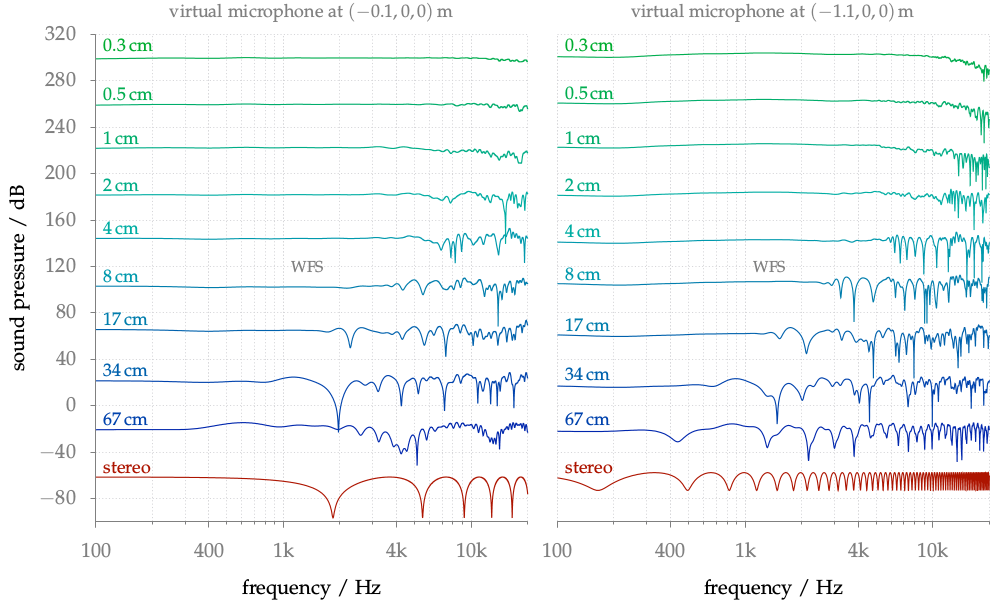 virtual microphone at (−0.1, 0, 0) m
virtual microphone at (−1.1, 0, 0) m
sound pressure / dB
320
280
240
200
160
120
80
40
0
−40
−80
0.3 cm
0.5 cm
1 cm
2 cm
4 cm
WFS
8 cm
17 cm
34 cm
67 cm
stereo
100
400
1k
4k
10k
frequency / Hz
0.3 cm
0.5 cm
1 cm
2 cm
4 cm
WFS
8 cm
17 cm
34 cm
67 cm
stereo
100
400
1k
4k
10k
frequency / Hz